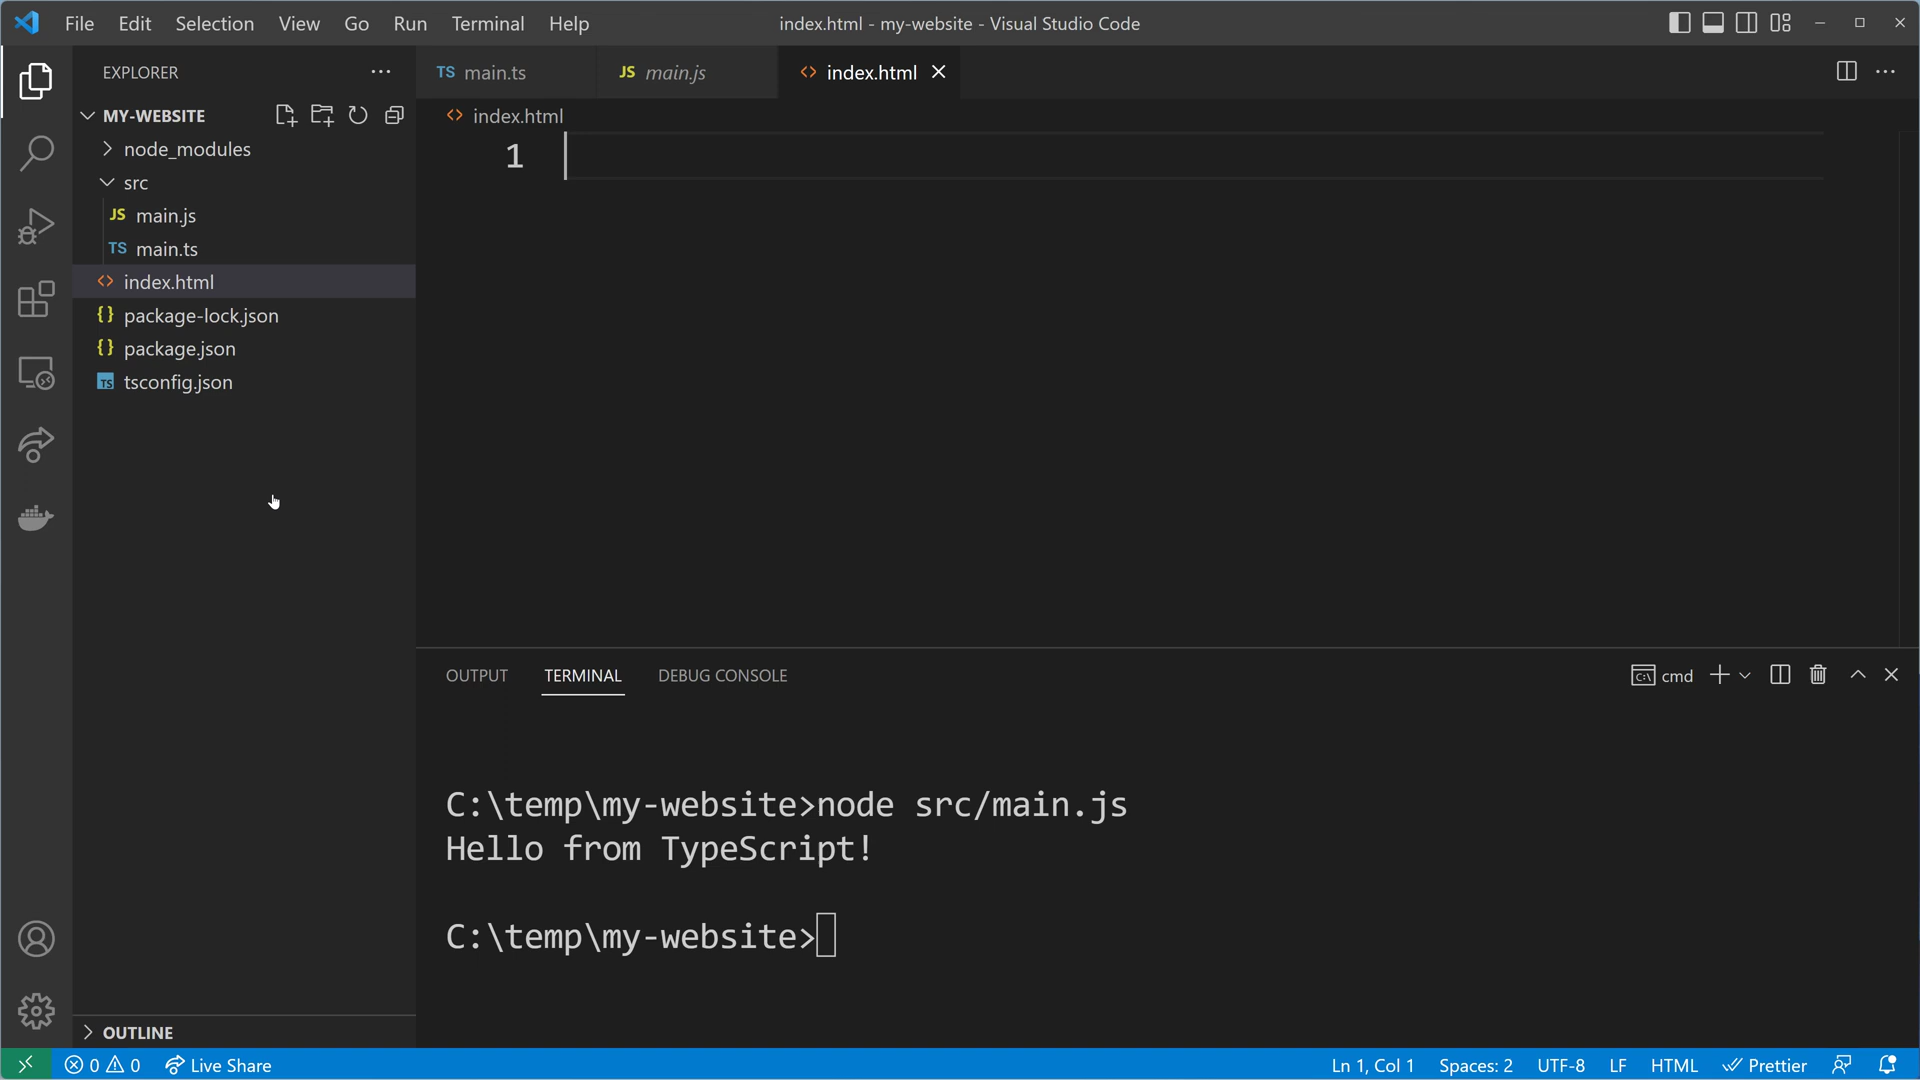 File Edit Selection View Go Run Terminal Help
index.html - my-website - Visual Studio Code
EXPLORER
TS main.ts
JS main.js
<> index.html
MY-WEBSITE
<> index.html
node_modules
src
JS main.js
TS main.ts
<> index.html
{} package-lock.json
{} package.json
TS tsconfig.json
1
OUTPUT TERMINAL DEBUG CONSOLE
cmd
C:\temp\my-website>node src/main.js
Hello from TypeScript!
C:\temp\my-website>
OUTLINE
0 0 Live Share
Ln 1, Col 1 Spaces: 2 UTF-8 LF HTML Prettier